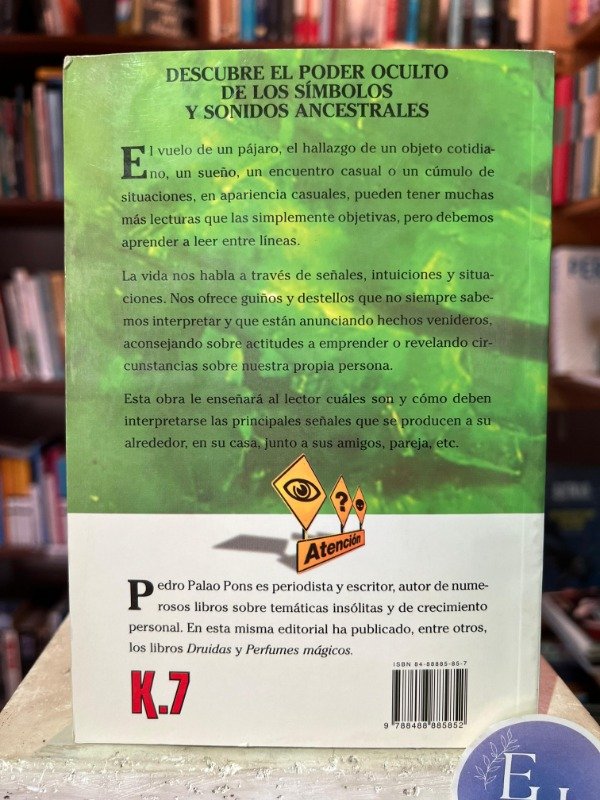 DESCUBRE EL PODER OCULTO
DE LOS SÍMBOLOS
Y SONIDOS ANCESTRALES
El vuelo de un pájaro, el hallazgo de un objeto cotidia-
no, un sueño, un encuentro casual o un cúmulo de
situaciones, en apariencia casuales, pueden tener muchas
más lecturas que las simplemente objetivas, pero debemos
aprender a leer entre líneas.
La vida nos habla a través de señales, intuiciones y situa-
ciones. Nos ofrece guiños y destellos que no siempre sabe-
mos interpretar y que están anunciando hechos venideros,
aconsejando sobre actitudes a emprender o revelando cir-
cunstancias sobre nuestra propia persona.
Esta obra le enseñará al lector cuáles son y cómo deben
interpretarse las principales señales que se producen a su
alrededor, en su casa, junto a sus amigos, pareja, etc.
?
Atención
Pedro Palao Pons es periodista y escritor, autor de nume-
rosos libros sobre temáticas insólitas y de crecimiento
personal. En esta misma editorial ha publicado, entre otros,
los libros Druidas y Perfumes mágicos.
ISBN 84-88885-85-7
K.7
9 788488 885852